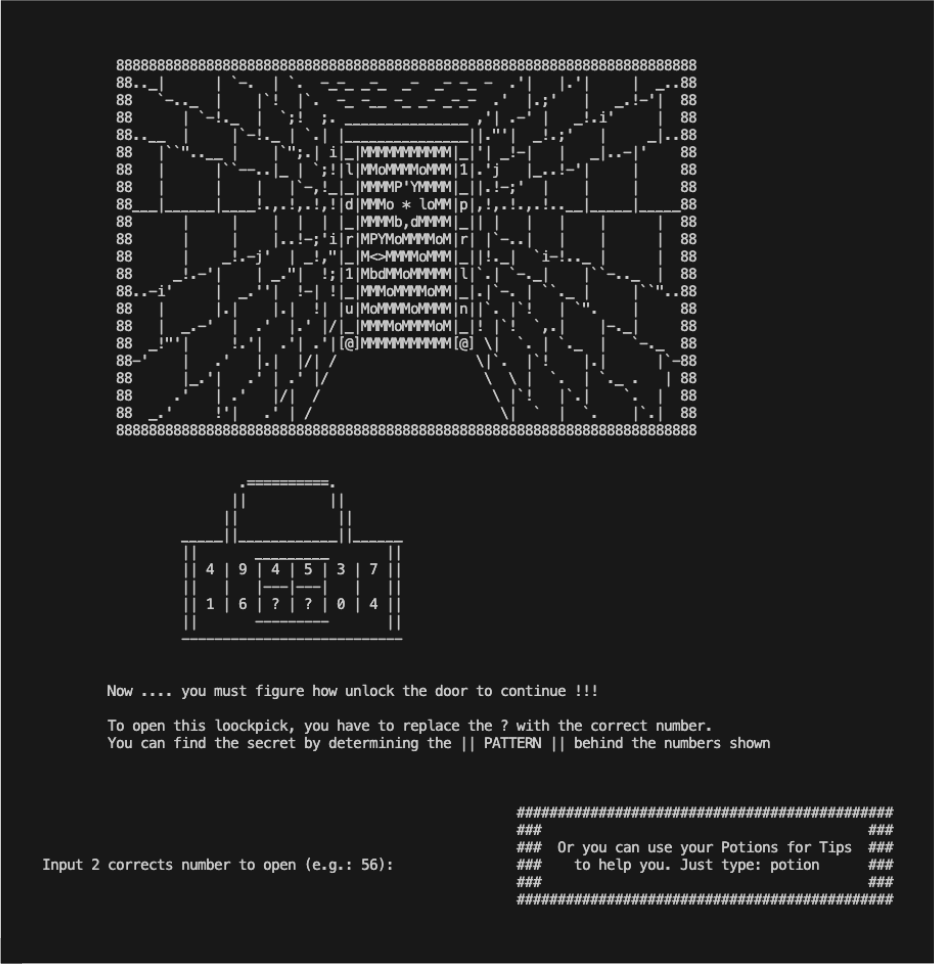 4 | 9 | 4 | 5 | 3 | 7
1 | 6 | ? | ? | 0 | 4
Now .... you must figure how unlock the door to continue !!!
To open this loockpick, you have to replace the ? with the correct number.
You can find the secret by determining the || PATTERN || behind the numbers shown
Or you can use your Potions for Tips
to help you. Just type: potion
Input 2 corrects number to open (e.g.: 56):